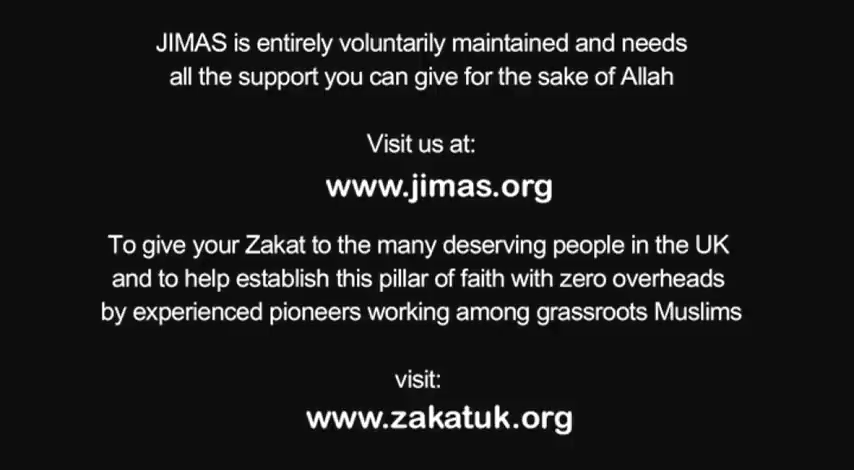 JIMAS is entirely voluntarily maintained and needs
all the support you can give for the sake of Allah
Visit us at:
www.jimas.org
To give your Zakat to the many deserving people in the UK
and to help establish this pillar of faith with zero overheads
by experienced pioneers working among grassroots Muslims
visit:
www.zakatuk.org